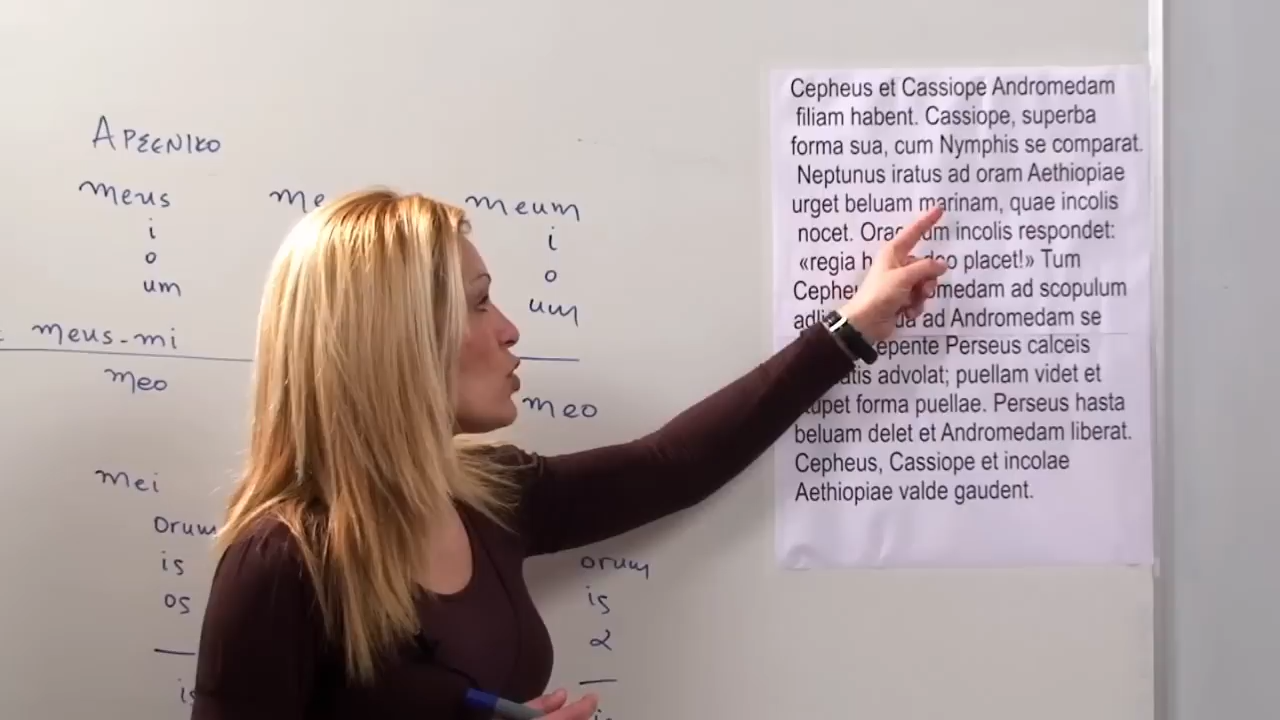 Αρσενικο
meus
i
o
um
meus-mi
meo
mei
orum
is
os
meum
i
o
um
meo
orum
is
α
Cepheus et Cassiope Andromedam
filiam habent. Cassiope, superba
forma sua, cum Nymphis se comparat.
Neptunus iratus ad oram Aethiopiae
urget beluam marinam, quae incolis
nocet. incolis respondet:
«regia placet!» Tum
ad scopulum
ad Andromedam se
Perseus calceis
advolat; puellam videt et
forma puellae. Perseus hasta
beluam delet et Andromedam liberat.
Cepheus, Cassiope et incolae
Aethiopiae valde gaudent.